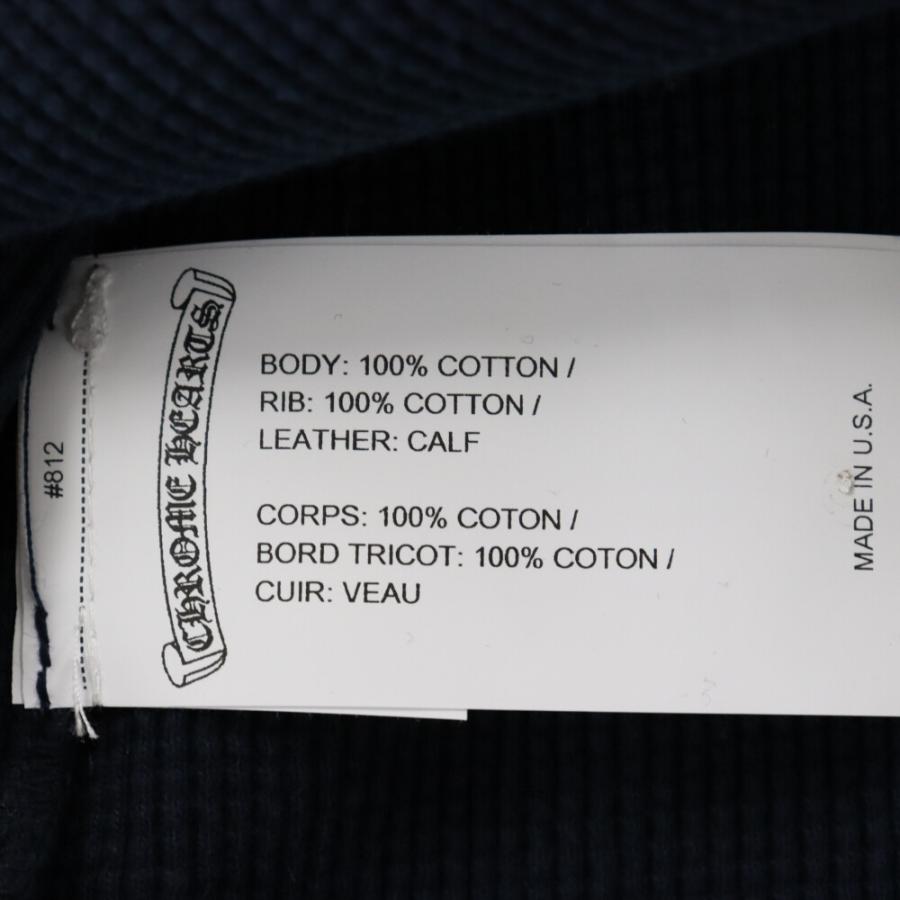 #812
CHROME HEARTS
BODY: 100% COTTON /
RIB: 100% COTTON /
LEATHER: CALF
CORPS: 100% COTON /
BORD TRICOT: 100% COTON /
CUIR: VEAU
MADE IN U.S.A.